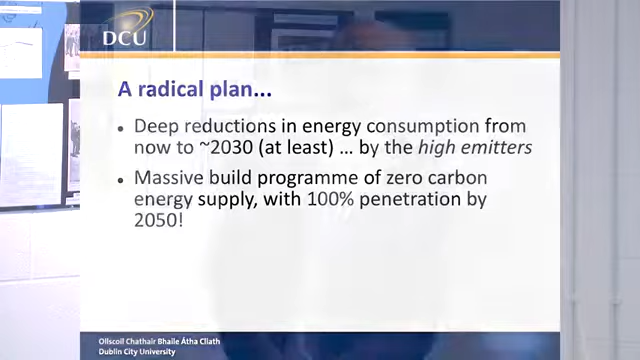 DCU
A radical plan...
• Deep reductions in energy consumption from
now to ~2030 (at least) … by the high emitters
• Massive build programme of zero carbon
energy supply, with 100% penetration by
2050!
Ollscoil Chathair Bhaile Átha Cliath
Dublin City University